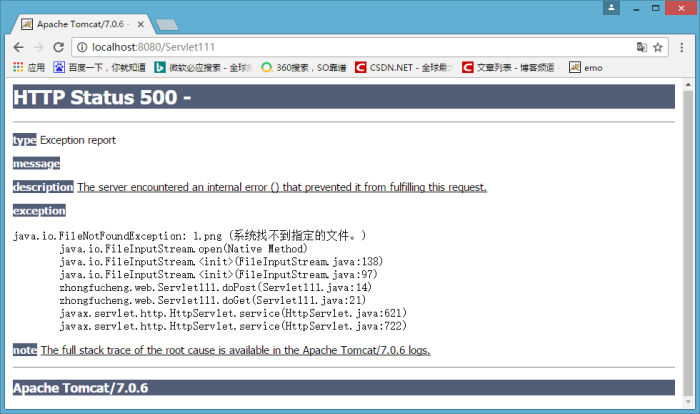 Apache Tomcat/7.0.6 -
localhost:8080/Servlet111
应用 百度一下，你就知道 微软必应搜索 - 全球 360搜索，SO靠谱 CSDN.NET - 全球最 文章列表 - 博客频道 emo
HTTP Status 500 -
type Exception report
message
description The server encountered an internal error () that prevented it from fulfilling this request.
exception
java.io.FileNotFoundException: 1.png (系统找不到指定的文件。)
java.io.FileInputStream.open(Native Method)
java.io.FileInputStream.<init>(FileInputStream.java:138)
java.io.FileInputStream.<init>(FileInputStream.java:97)
zhongfucheng.web.Servlet111.doPost(Servlet111.java:14)
zhongfucheng.web.Servlet111.doGet(Servlet111.java:21)
javax.servlet.http.HttpServlet.service(HttpServlet.java:621)
javax.servlet.http.HttpServlet.service(HttpServlet.java:722)
note The full stack trace of the root cause is available in the Apache Tomcat/7.0.6 logs.
Apache Tomcat/7.0.6